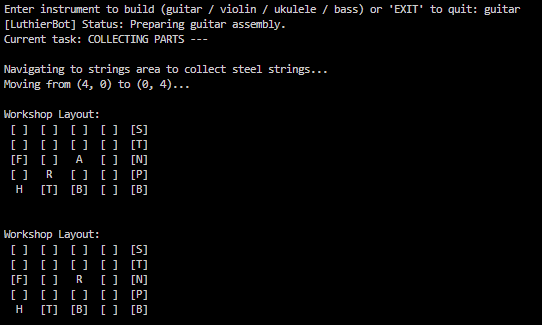 Enter instrument to build (guitar / violin / ukulele / bass) or 'EXIT' to quit: guitar
[LuthierBot] Status: Preparing guitar assembly.
Current task: COLLECTING PARTS ---
Navigating to strings area to collect steel strings...
Moving from (4, 0) to (0, 4)...
Workshop Layout:
[ ] [ ] [ ] [ ] [S]
[ ] [ ] [ ] [ ] [T]
[F] [ ] A [ ] [N]
[ ] R [ ] [ ] [P]
H [T] [B] [ ] [B]
Workshop Layout:
[ ] [ ] [ ] [ ] [S]
[ ] [ ] [ ] [ ] [T]
[F] [ ] R [ ] [N]
[ ] [ ] [ ] [ ] [P]
H [T] [B] [ ] [B]